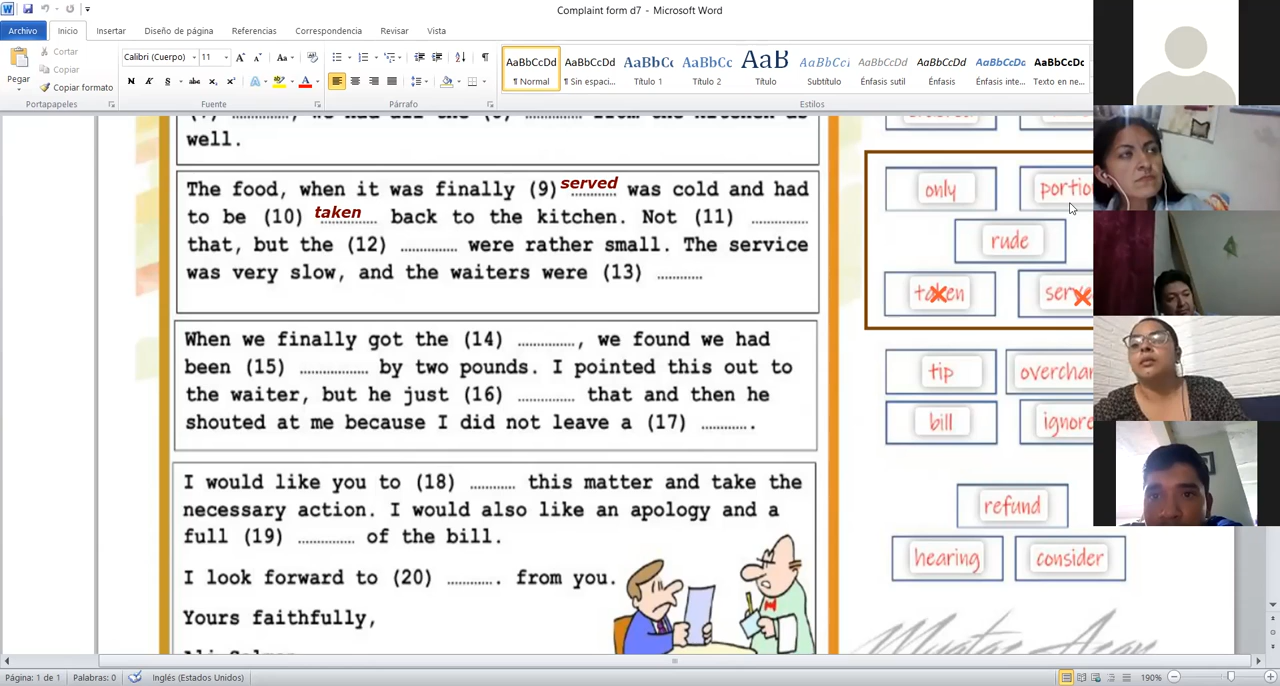 Complaint form d7 - Microsoft Word
Archivo Inicio Insertar Diseño de página Referencias Correspondencia Revisar Vista
Cortar
Copiar
Pegar
Copiar formato
Calibri (Cuerpo) 11
AaBbCcDd AaBbCcDd AaBbCc AaBbCc AaB AaBbCcI AaBbCcDd AaBbCcDd AaBbCcDc AaBbCcDc
¶ Normal ¶ Sin espaci... Título 1 Título 2 Título Subtítulo Énfasis sutil Énfasis Énfasis inte... Texto en ne...
Portapapeles Fuente Párrafo Estilos
well.
The food, when it was finally (9) served was cold and had
to be (10) taken back to the kitchen. Not (11) ..........
that, but the (12) .......... were rather small. The service
was very slow, and the waiters were (13) ........
When we finally got the (14) .........., we found we had
been (15) ............ by two pounds. I pointed this out to
the waiter, but he just (16) .......... that and then he
shouted at me because I did not leave a (17) ........ .
I would like you to (18) ........ this matter and take the
necessary action. I would also like an apology and a
full (19) .......... of the bill.
I look forward to (20) ........ . from you.
Yours faithfully,
only
portio
rude
taken
serve
tip
overchar
bill
ignore
refund
hearing
consider
Página: 1 de 1 Palabras: 0 Inglés (Estados Unidos) 190%